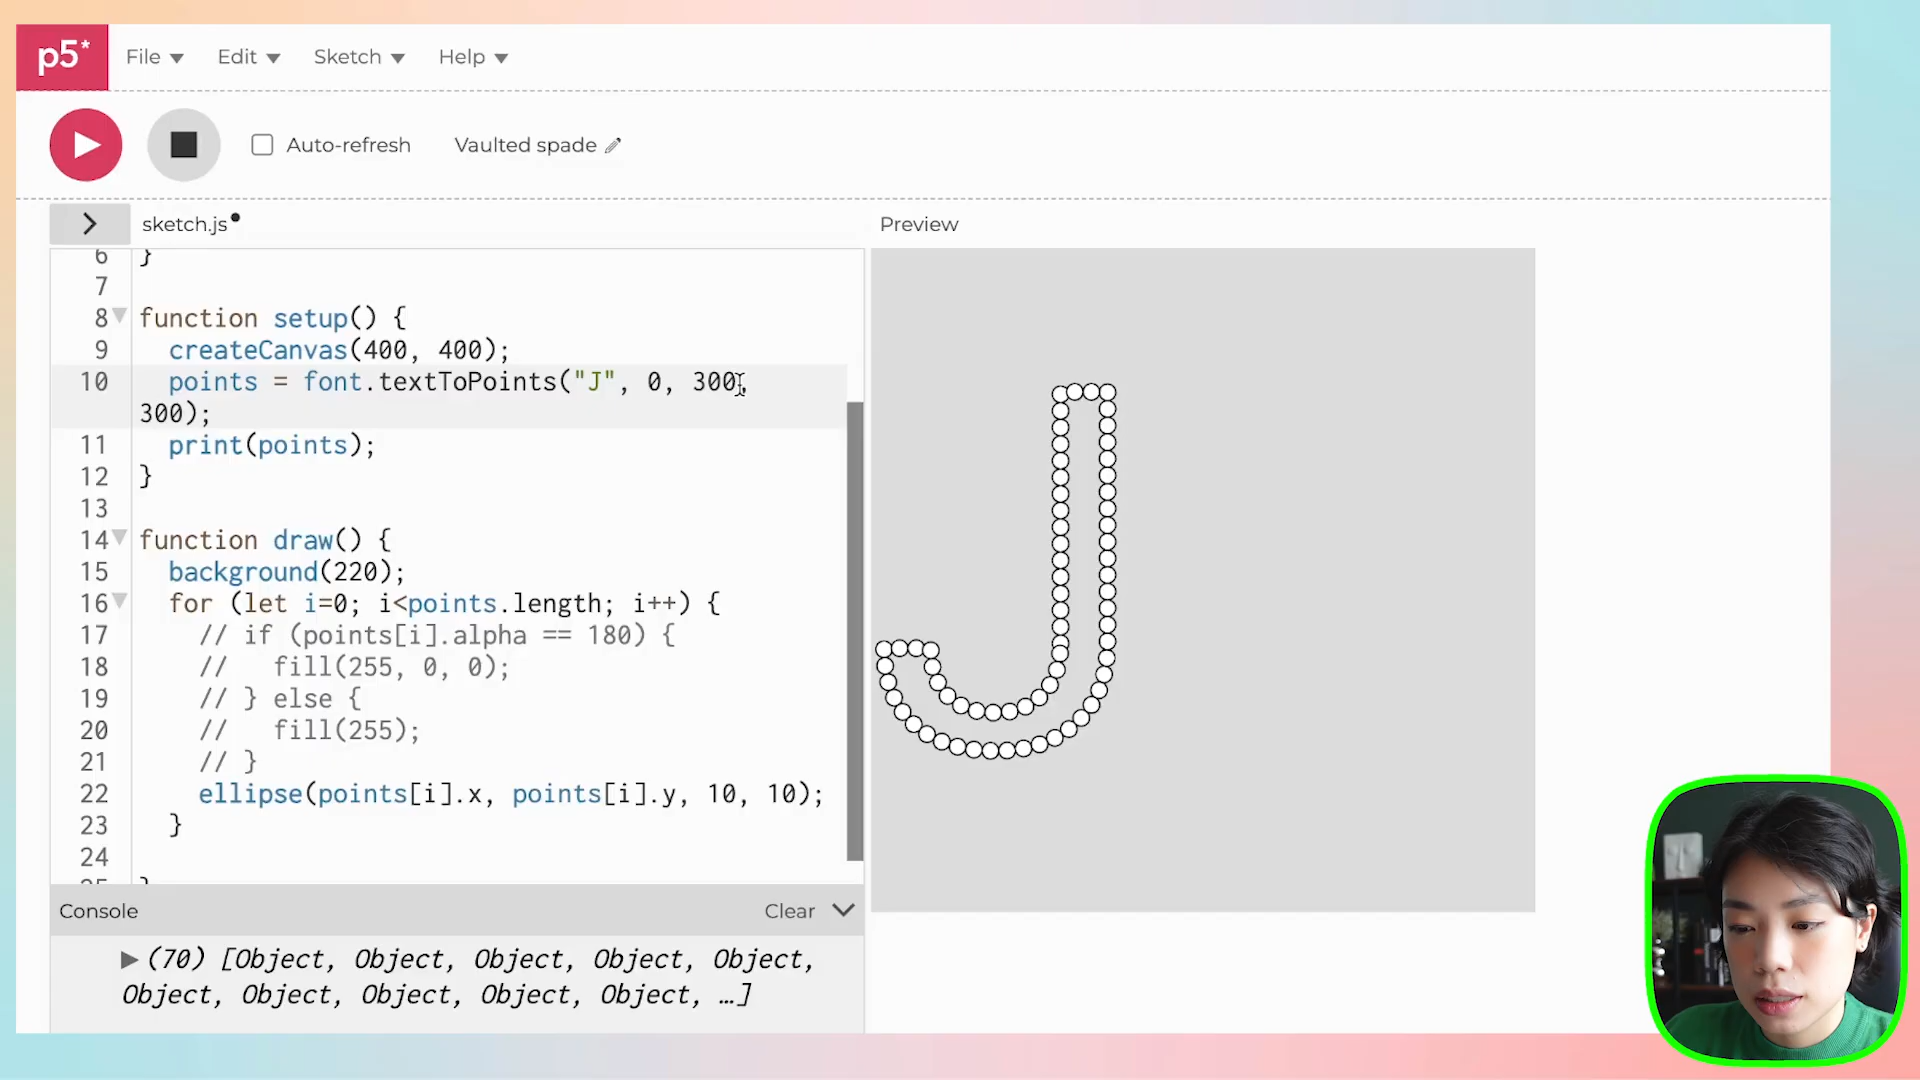 p5*
File
Edit
Sketch
Help
Auto-refresh
Vaulted spade
sketch.js
Preview
6 }
7
8 function setup() {
9 createCanvas(400, 400);
10 points = font.textToPoints("J", 0, 300,
300);
11 print(points);
12 }
13
14 function draw() {
15 background(220);
16 for (let i=0; i<points.length; i++) {
17 // if (points[i].alpha == 180) {
18 //   fill(255, 0, 0);
19 // } else {
20 //   fill(255);
21 // }
22 ellipse(points[i].x, points[i].y, 10, 10);
23 }
24
25 }
Console
Clear
(70) [Object, Object, Object, Object, Object,
Object, Object, Object, Object, Object, …]